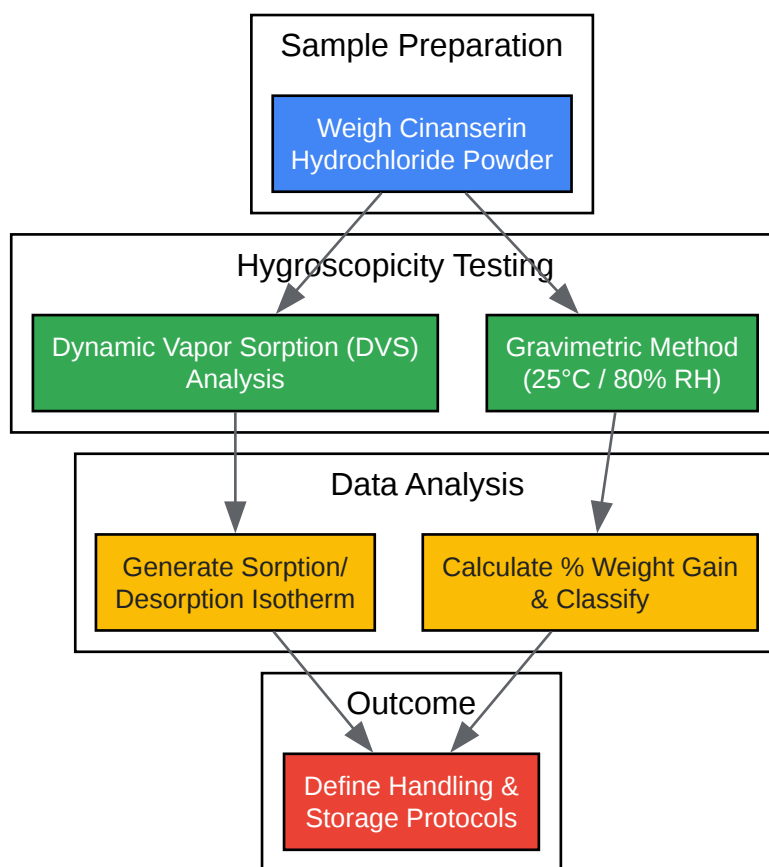 Sample Preparation
Weigh Cinanserin
Hydrochloride Powder
Hygroscopicity Testing
Dynamic Vapor Sorption (DVS)
Analysis
Gravimetric Method
(25°C / 80% RH)
Data Analysis
Generate Sorption/
Desorption Isotherm
Calculate % Weight Gain
& Classify
Outcome
Define Handling &
Storage Protocols